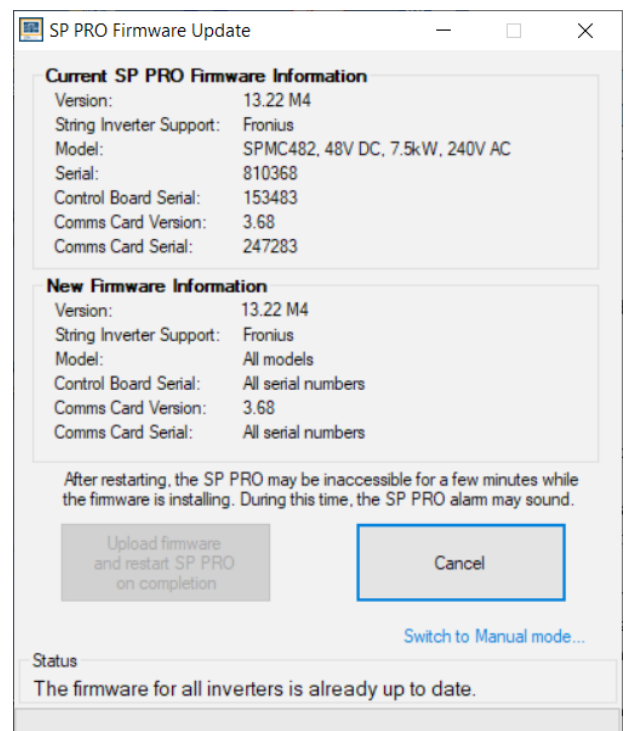 SP PRO Firmware Update
Current SP PRO Firmware Information
Version: 13.22 M4
String Inverter Support: Fronius
Model: SPMC482, 48V DC, 7.5kW, 240V AC
Serial: 810368
Control Board Serial: 153483
Comms Card Version: 3.68
Comms Card Serial: 247283
New Firmware Information
Version: 13.22 M4
String Inverter Support: Fronius
Model: All models
Control Board Serial: All serial numbers
Comms Card Version: 3.68
Comms Card Serial: All serial numbers
After restarting, the SP PRO may be inaccessible for a few minutes while
the firmware is installing. During this time, the SP PRO alarm may sound.
Upload firmware
and restart SP PRO
on completion
Cancel
Switch to Manual mode...
Status
The firmware for all inverters is already up to date.